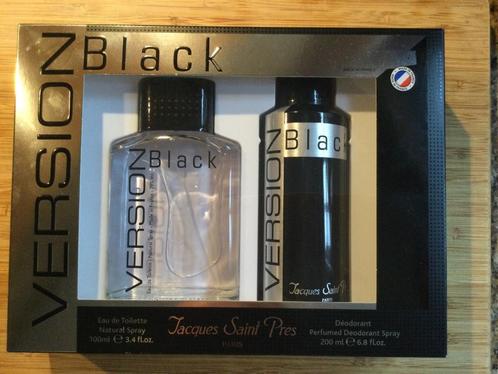 VERSION
Black
VERSION
Black
VERSION
Black
Eau de Toilette
Natural Spray
100ml ℮ 3.4 fl.oz.
Jacques Saint Pres
PARIS
Jacques Saint Pres
PARIS
Déodorant
Perfumed Deodorant Spray
200 ml ℮ 6.8 fl.oz.